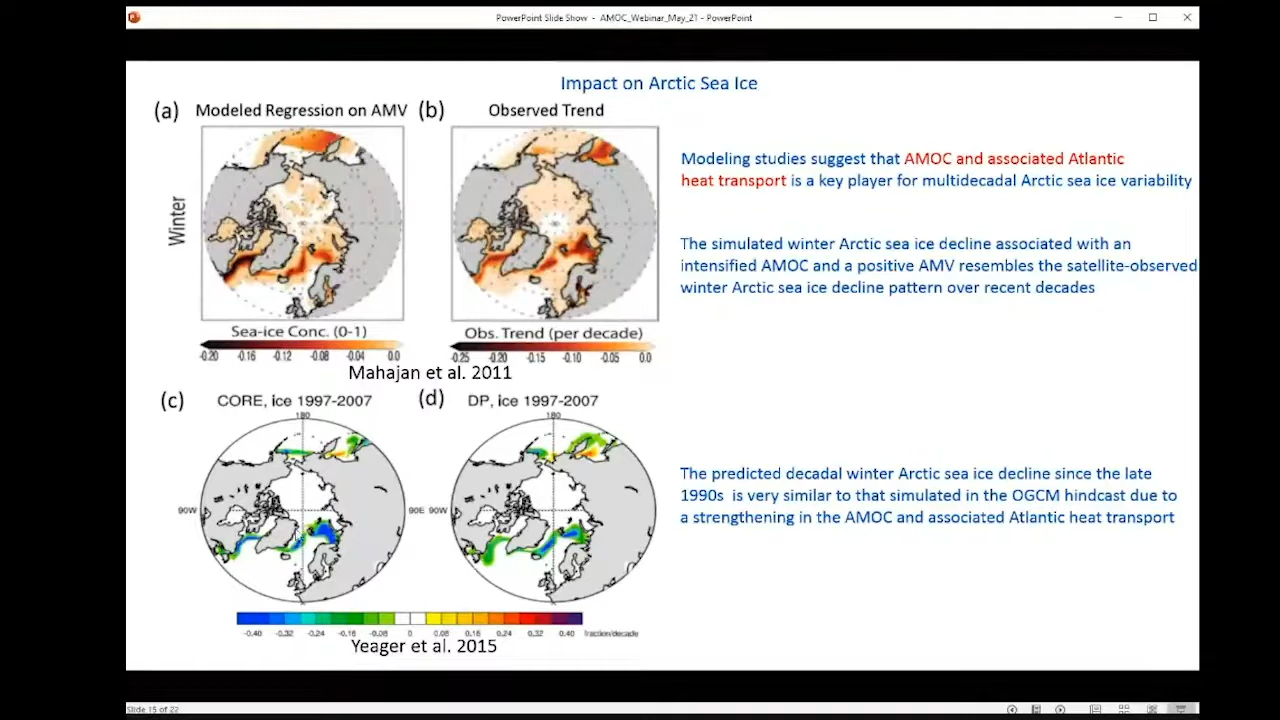 PowerPoint Slide Show - AMOC_Webinar_May_21 - PowerPoint
Impact on Arctic Sea Ice
(a) Modeled Regression on AMV (b) Observed Trend
Winter
Sea-ice Conc. (0-1)
-0.20 -0.16 -0.12 -0.08 -0.04 0.0
Obs. Trend (per decade)
-0.25 -0.20 -0.15 -0.10 -0.05 0.0
Mahajan et al. 2011
Modeling studies suggest that AMOC and associated Atlantic
heat transport is a key player for multidecadal Arctic sea ice variability
The simulated winter Arctic sea ice decline associated with an
intensified AMOC and a positive AMV resembles the satellite-observed
winter Arctic sea ice decline pattern over recent decades
(c) CORE, ice 1997-2007 (d) DP, ice 1997-2007
180 180
90W 90E 90W
-0.40 -0.32 -0.24 -0.16 -0.08 0 0.08 0.16 0.24 0.32 0.40 fraction/decade
Yeager et al. 2015
The predicted decadal winter Arctic sea ice decline since the late
1990s is very similar to that simulated in the OGCM hindcast due to
a strengthening in the AMOC and associated Atlantic heat transport
Slide 15 of 22